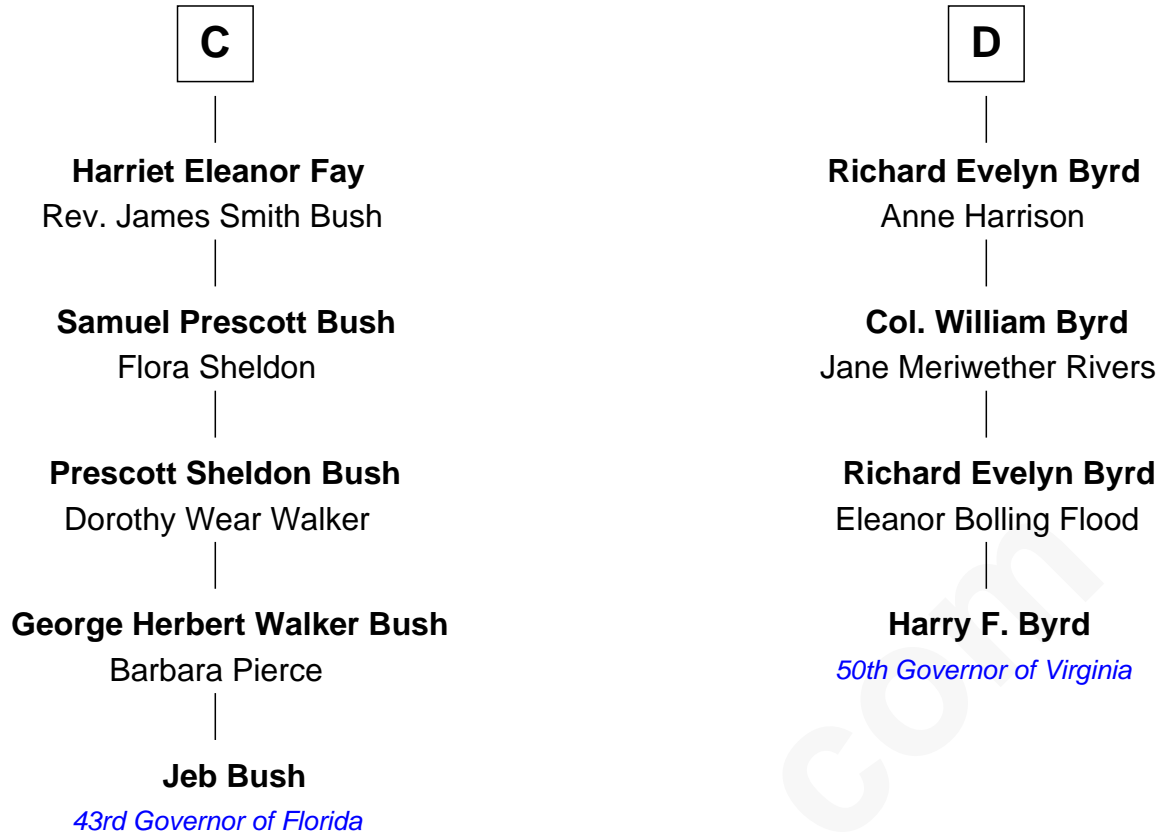 C
Harriet Eleanor Fay
Rev. James Smith Bush
Samuel Prescott Bush
Flora Sheldon
Prescott Sheldon Bush
Dorothy Wear Walker
George Herbert Walker Bush
Barbara Pierce
Jeb Bush
43rd Governor of Florida
D
Richard Evelyn Byrd
Anne Harrison
Col. William Byrd
Jane Meriwether Rivers
Richard Evelyn Byrd
Eleanor Bolling Flood
Harry F. Byrd
50th Governor of Virginia
com